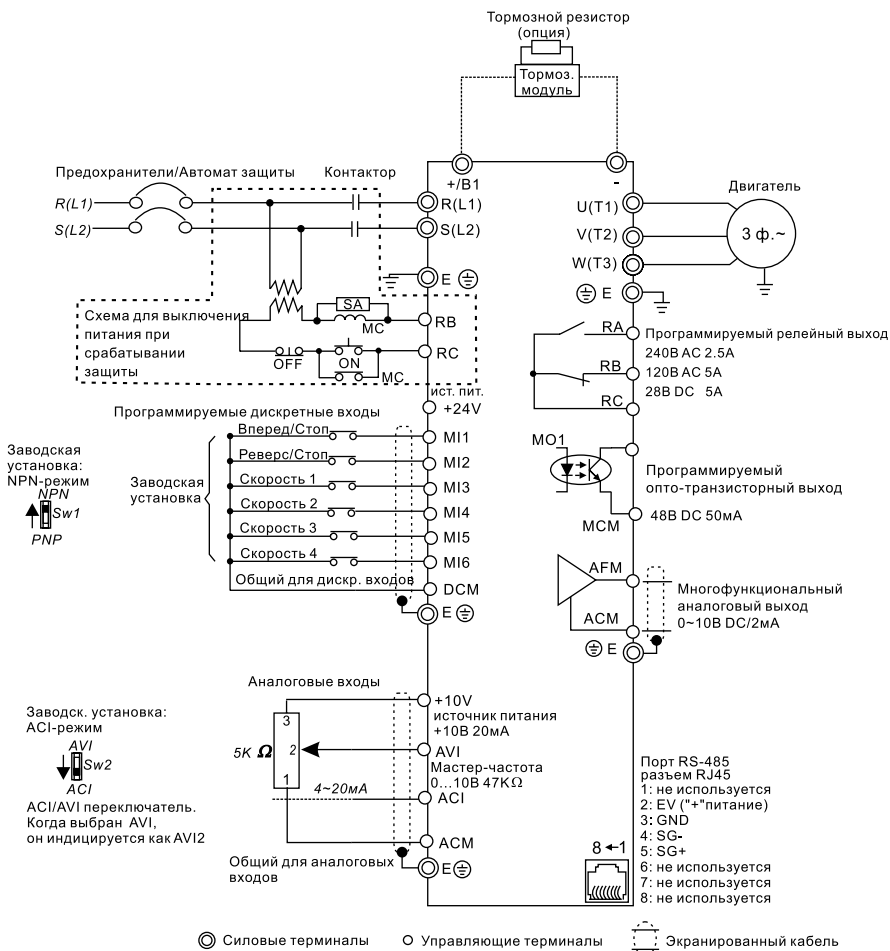 Тормозной резистор
(опция)
Тормоз.
модуль
Предохранители/Автомат защиты
Контактор
+/B1
-
Двигатель
R(L1)
R(L1)
U(T1)
S(L2)
S(L2)
V(T2)
3 ф.~
W(T3)
E
E
Схема для выключения
питания при
срабатывании
защиты
SA
MC
RB
OFF
ON
MC
RC
RA
RB
RC
Программируемый релейный выход
240В AC 2.5А
120В AC 5А
28В DC 5А
ист. пит.
+24V
Программируемые дискретные входы
Вперед/Стоп
MI1
Реверс/Стоп
MI2
Скорость 1
MI3
Скорость 2
MI4
Скорость 3
MI5
Скорость 4
MI6
Общий для дискр. входов
DCM
E
Заводская
установка
Заводская
установка:
NPN-режим
NPN
Sw1
PNP
MO1
MCM
Программируемый
опто-транзисторный выход
48В DC 50мА
AFM
ACM
E
Многофункциональный
аналоговый выход
0~10В DC/2мА
Аналоговые входы
+10V
источник питания
+10В 20мА
3
5K Ω
2
1
AVI
Мастер-частота
0...10В 47KΩ
4~20мА
ACI
ACM
Общий для аналоговых
входов
E
Заводск. установка:
ACI-режим
AVI
Sw2
ACI
ACI/AVI переключатель.
Когда выбран AVI,
он индицируется как AVI2
Порт RS-485
разъем RJ45
1: не используется
2: EV ("+"питание)
3: GND
4: SG-
5: SG+
6: не используется
7: не используется
8: не используется
8←1
Силовые терминалы
Управляющие терминалы
Экранированный кабель